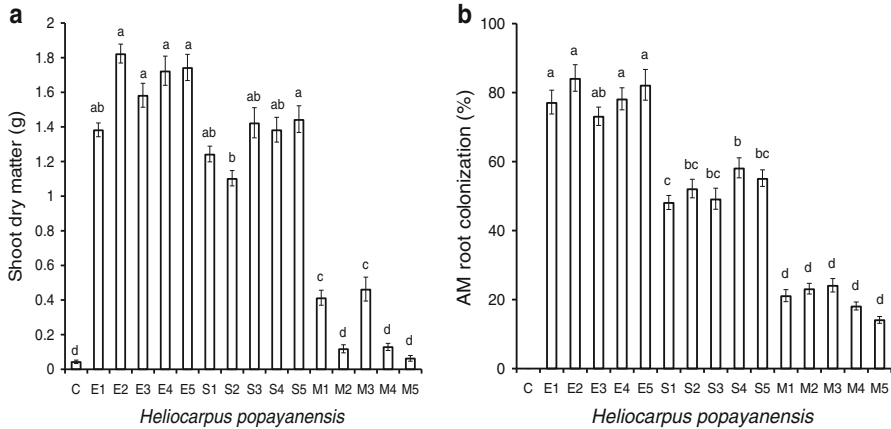 a
Shoot dry matter (g)
2
1.8
1.6
1.4
1.2
1
0.8
0.6
0.4
0.2
0
d
ab
a
a
a
a
ab
b
ab
ab
a
c
d
c
d
d
C E1 E2 E3 E4 E5 S1 S2 S3 S4 S5 M1 M2 M3 M4 M5
Heliocarpus popayanensis
b
AM root colonization (%)
100
80
60
40
20
0
a
a
ab
a
a
c
bc
bc
b
bc
d
d
d
d
d
C E1 E2 E3 E4 E5 S1 S2 S3 S4 S5 M1 M2 M3 M4 M5
Heliocarpus popayanensis